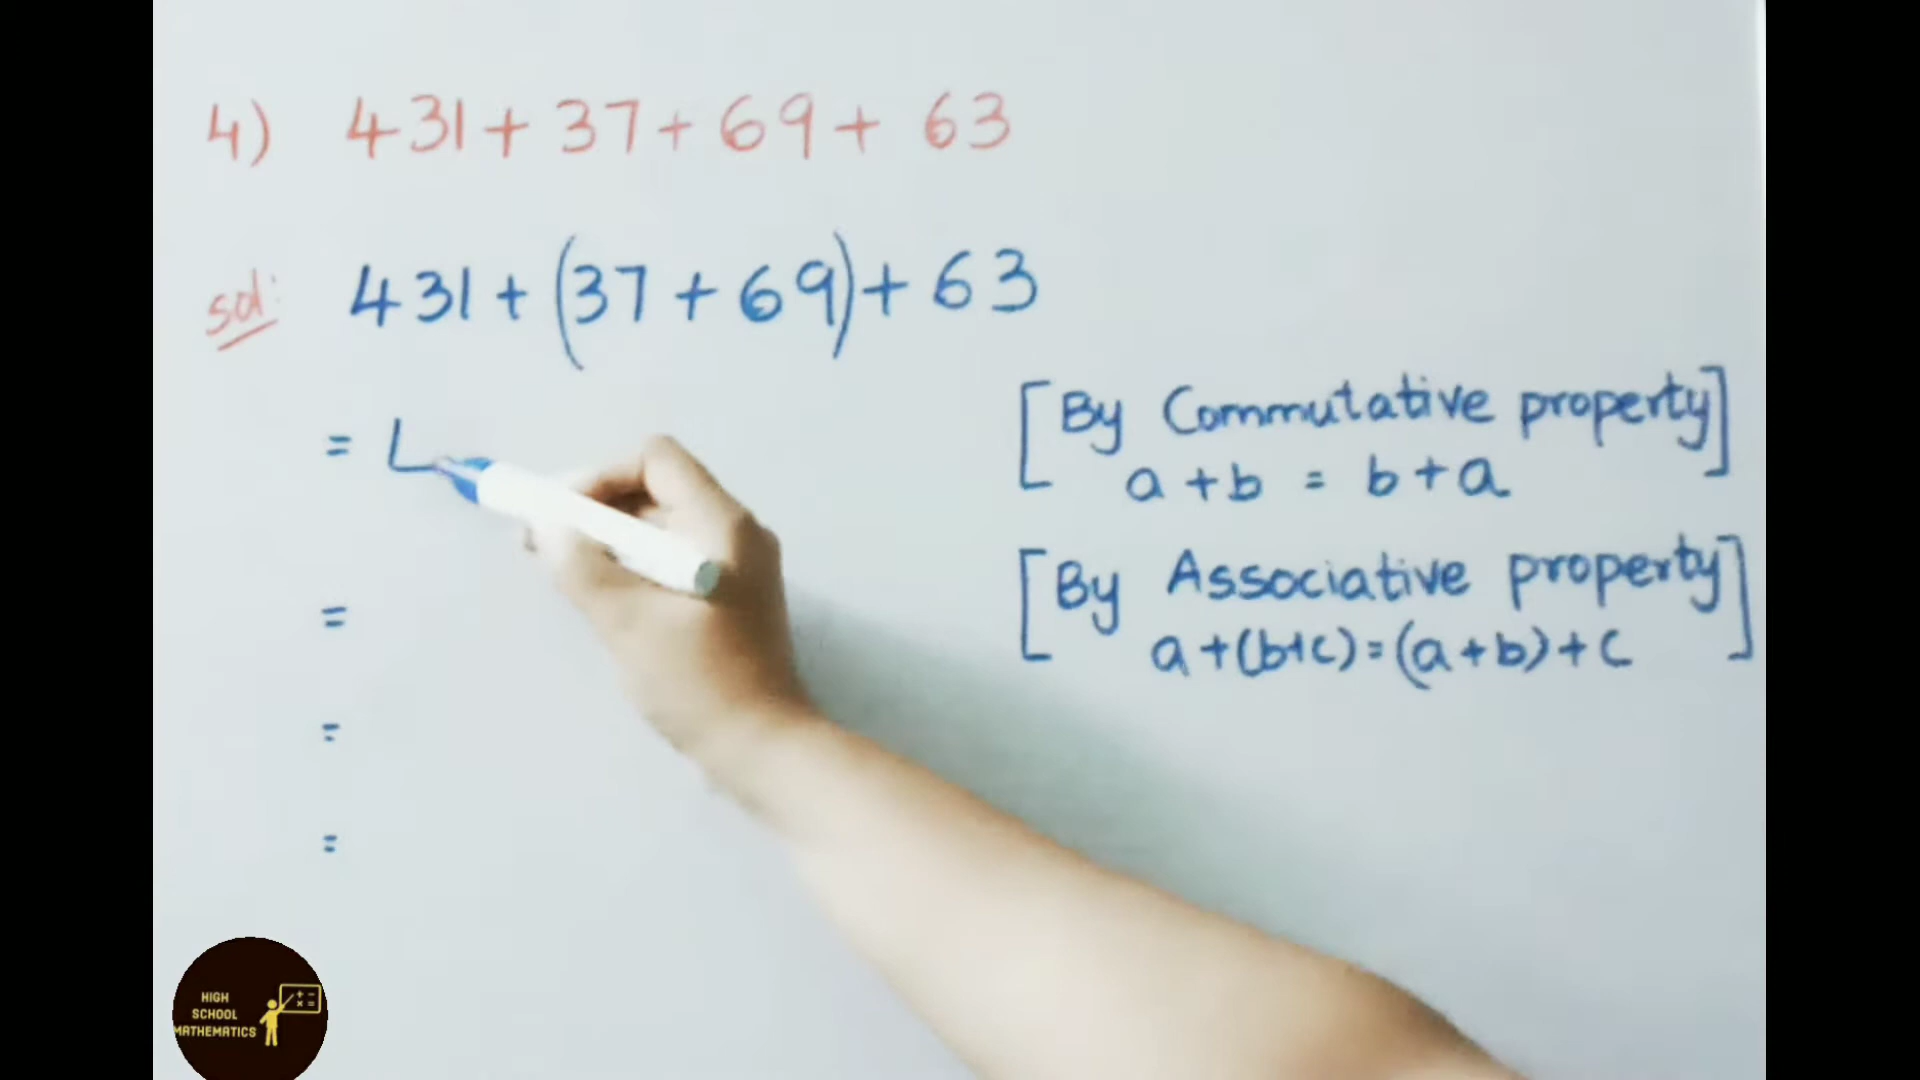 4) 431 + 37 + 69 + 63
sol: 431 + (37 + 69) + 63
= L
[By Commutative property]
a + b = b + a
=
[By Associative property]
a + (b+c) = (a + b) + c
=
=
HIGH
SCHOOL
MATHEMATICS